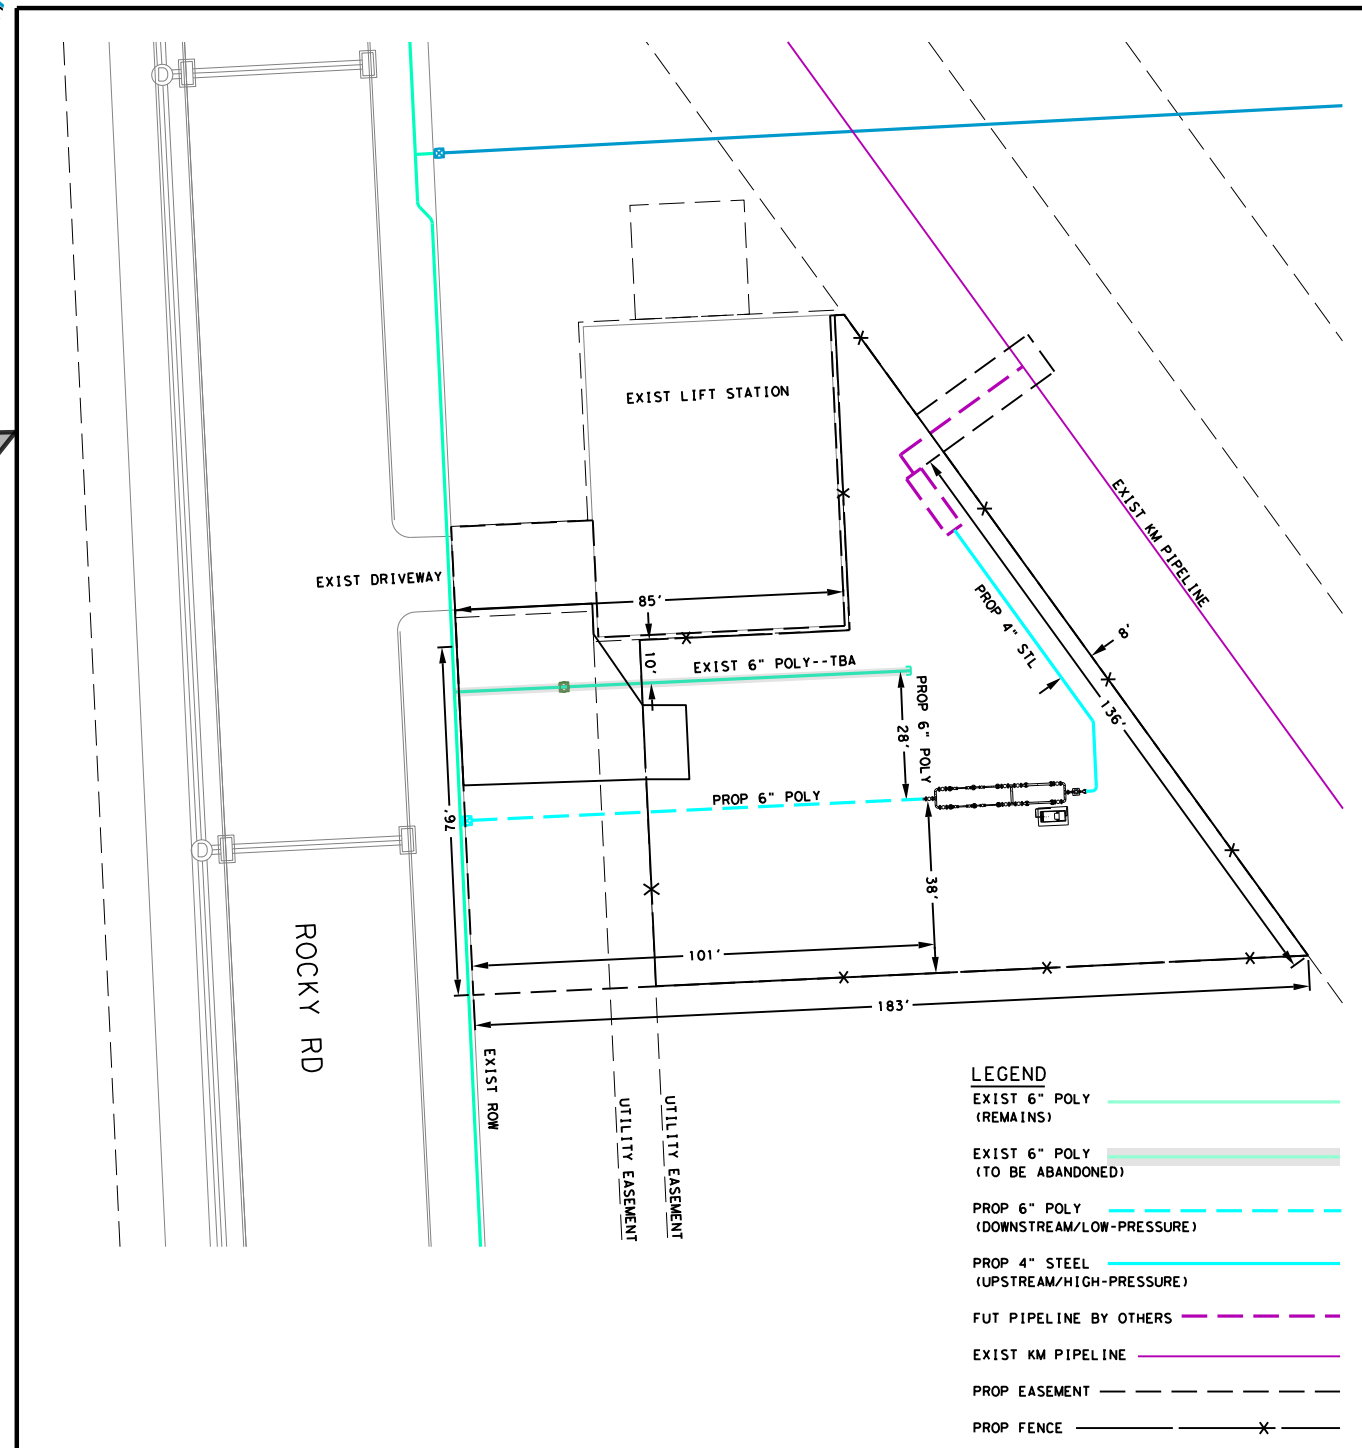 D
EXIST LIFT STATION
EXIST KM PIPELINE
EXIST DRIVEWAY
85'
10'
EXIST 6" POLY--TBA
PROP 4" STL
8'
136'
PROP 6" POLY
28'
PROP 6" POLY
76'
D
38'
101'
183'
ROCKY RD
EXIST ROW
UTILITY EASEMENT
UTILITY EASEMENT
LEGEND
EXIST 6" POLY
(REMAINS)
EXIST 6" POLY
(TO BE ABANDONED)
PROP 6" POLY
(DOWNSTREAM/LOW-PRESSURE)
PROP 4" STEEL
(UPSTREAM/HIGH-PRESSURE)
FUT PIPELINE BY OTHERS
EXIST KM PIPELINE
PROP EASEMENT
PROP FENCE